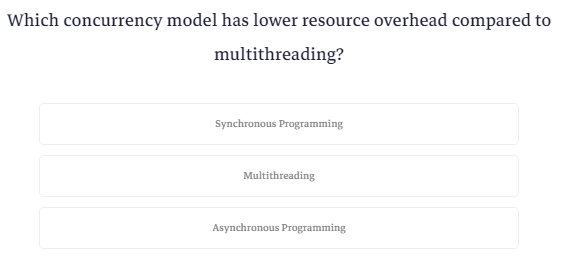 Which concurrency model has lower resource overhead compared to
multithreading?
Synchronous Programming
Multithreading
Asynchronous Programming